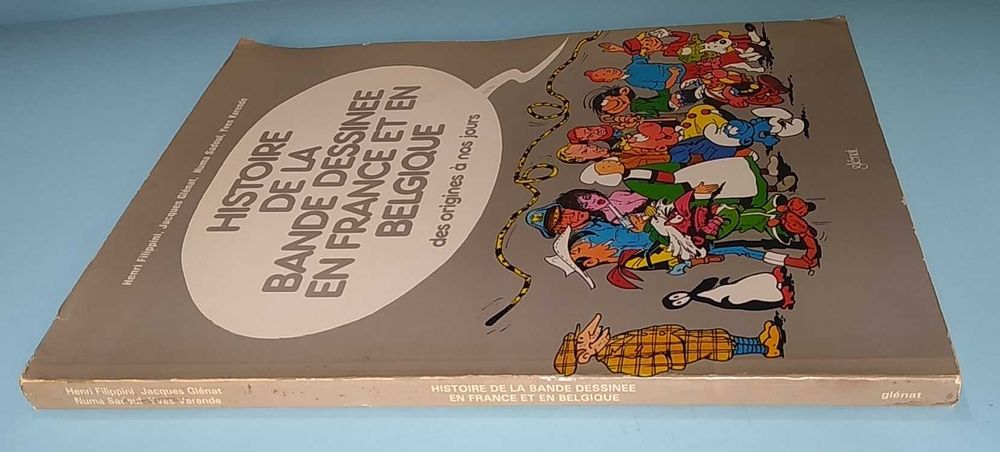 Henri Filippini, Jacques Glénat, Numa Sadoul, Yves Varende
HISTOIRE
DE LA
BANDE DESSINEE
EN FRANCE ET EN
BELGIQUE
des origines à nos jours
glénat
Henri Filippini, Jacques Glénat
Numa Sadoul Yves Varende
HISTOIRE DE LA BANDE DESSINEE
EN FRANCE ET EN BELGIQUE
glénat